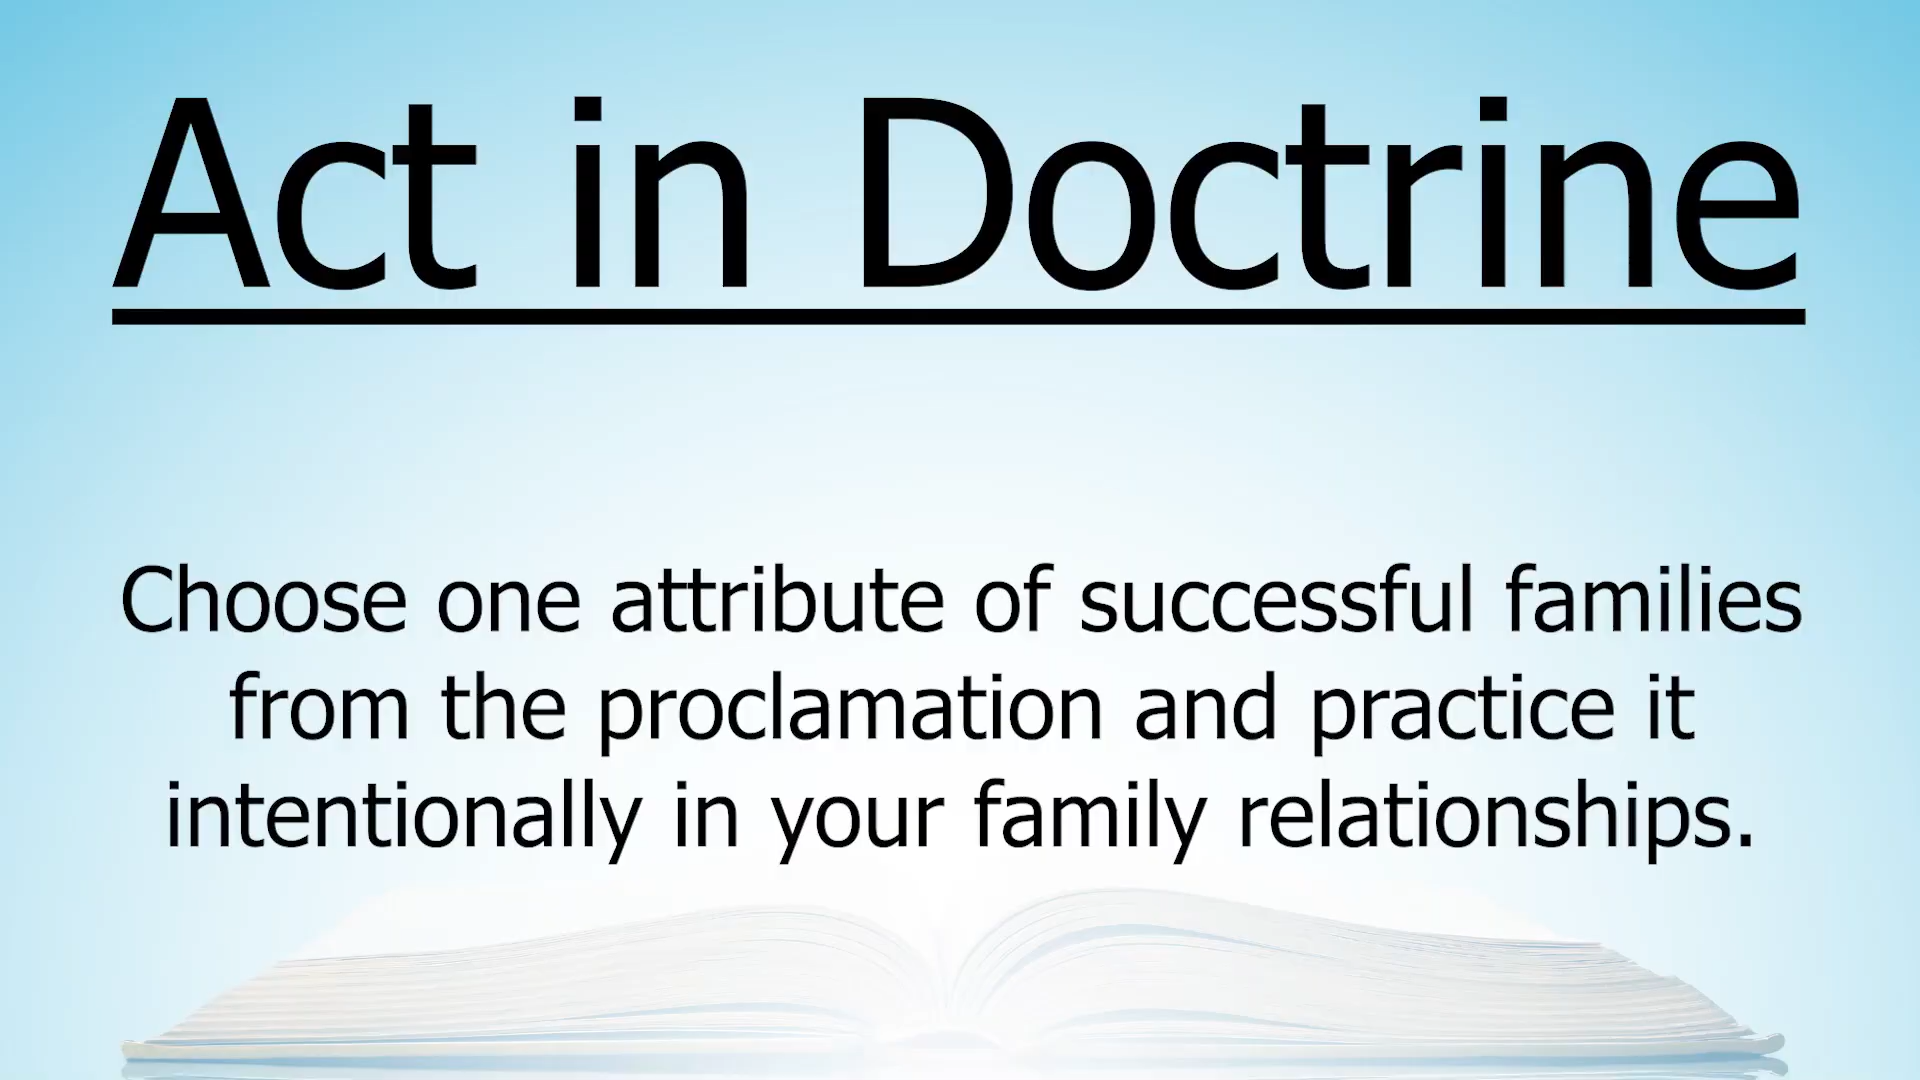 Act in Doctrine
Choose one attribute of successful families
from the proclamation and practice it
intentionally in your family relationships.